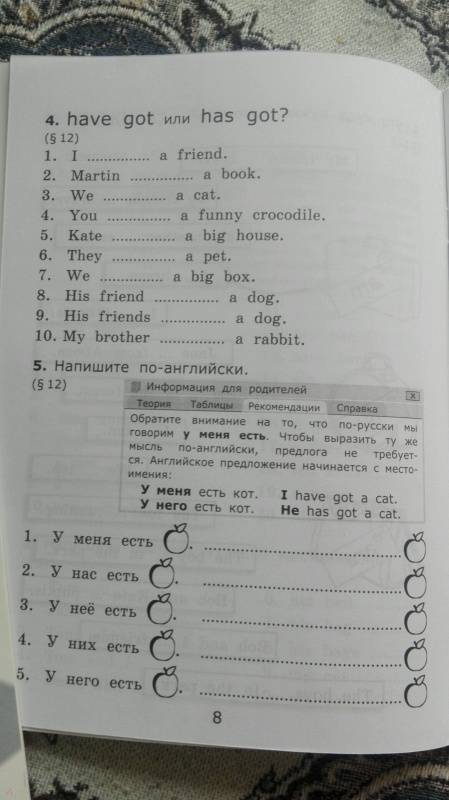 4. have got или has got?
(§ 12)
1. I ............... a friend.
2. Martin ............... a book.
3. We ............... a cat.
4. You ............... a funny crocodile.
5. Kate ............... a big house.
6. They ............... a pet.
7. We ............... a big box.
8. His friend ............... a dog.
9. His friends ............... a dog.
10. My brother ............... a rabbit.
5. Напишите по-английски.
(§ 12)
Информация для родителей x
Теория Таблицы Рекомендации Справка
Обратите внимание на то, что по-русски мы
говорим у меня есть. Чтобы выразить ту же
мысль по-английски, предлога не требует-
ся. Английское предложение начинается с место-
имения:
У меня есть кот. I have got a cat.
У него есть кот. He has got a cat.
1. У меня есть . ...............
2. У нас есть . ...............
3. У неё есть . ...............
4. У них есть . ...............
5. У него есть . ...............
8